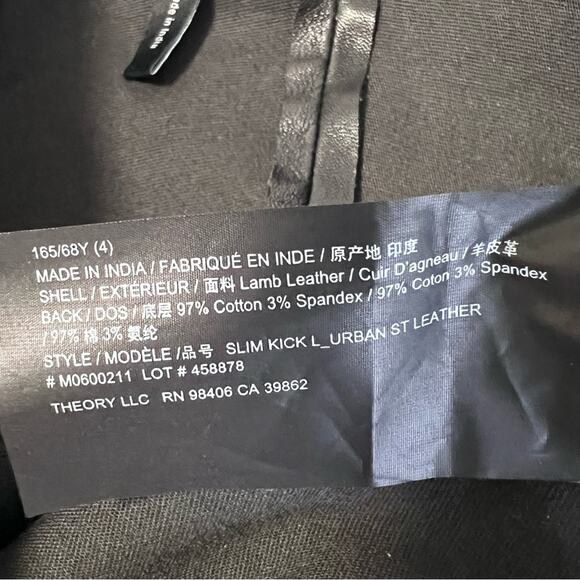 Made in India
165/68Y (4)
MADE IN INDIA / FABRIQUÉ EN INDE / 原产地 印度
SHELL / EXTÉRIEUR / 面料 Lamb Leather / Cuir D'agneau / 羊皮革
BACK / DOS / 底层 97% Cotton 3% Spandex / 97% Coton 3% Spandex
/ 97% 棉 3% 氨纶
STYLE / MODÈLE /品号 SLIM KICK L_URBAN ST LEATHER
# M0600211 LOT # 458878
THEORY LLC RN 98406 CA 39862